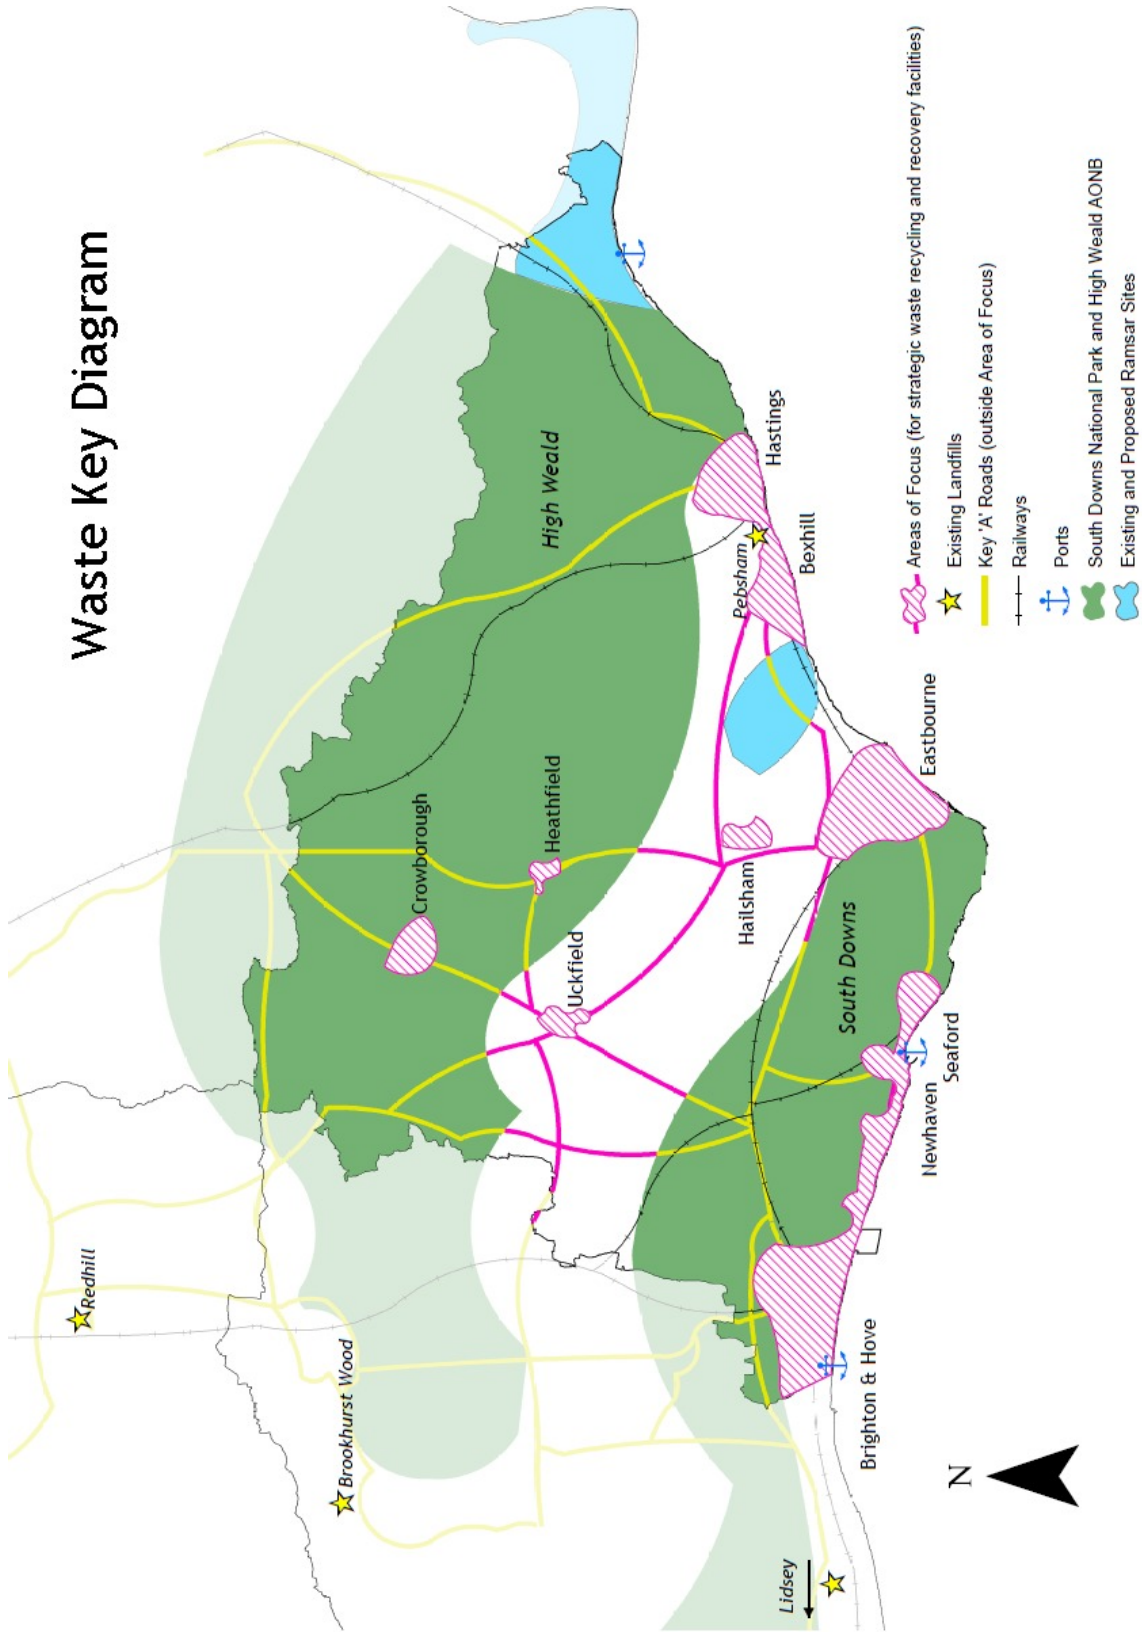 Waste Key Diagram
Redhill
Brookhurst Wood
Lidsey
High Weald
Crowborough
Heathfield
Uckfield
Hailsham
Pebsham
Hastings
Bexhill
Eastbourne
South Downs
Seaford
Newhaven
Brighton & Hove
N
Areas of Focus (for strategic waste recycling and recovery facilities)
Existing Landfills
Key 'A' Roads (outside Area of Focus)
Railways
Ports
South Downs National Park and High Weald AONB
Existing and Proposed Ramsar Sites